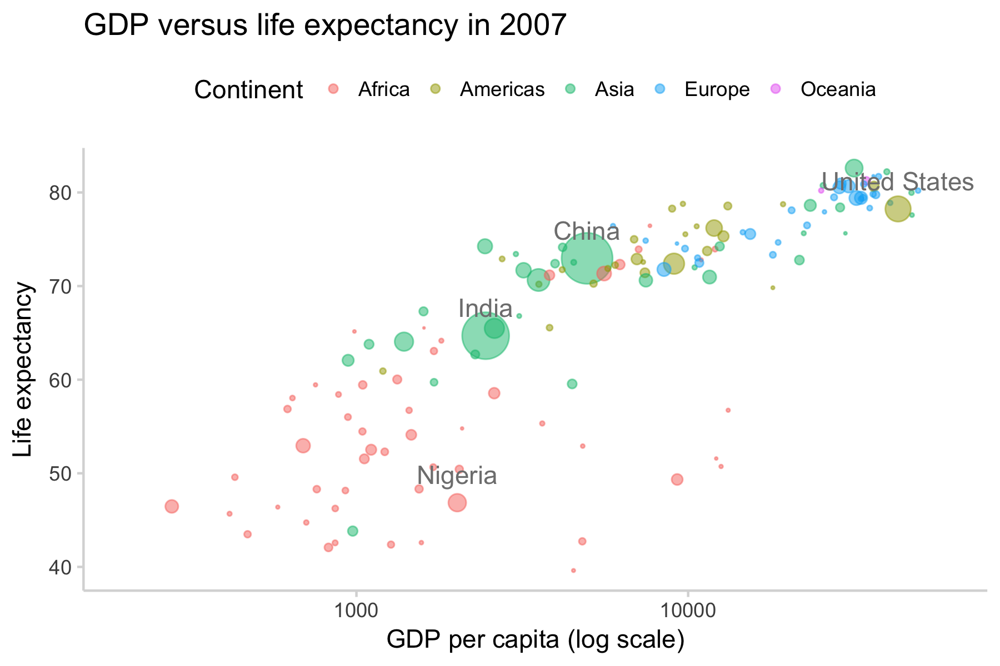 GDP versus life expectancy in 2007
Continent Africa Americas Asia Europe Oceania
Life expectancy
80
70
60
50
40
United States
China
India
Nigeria
1000 10000
GDP per capita (log scale)